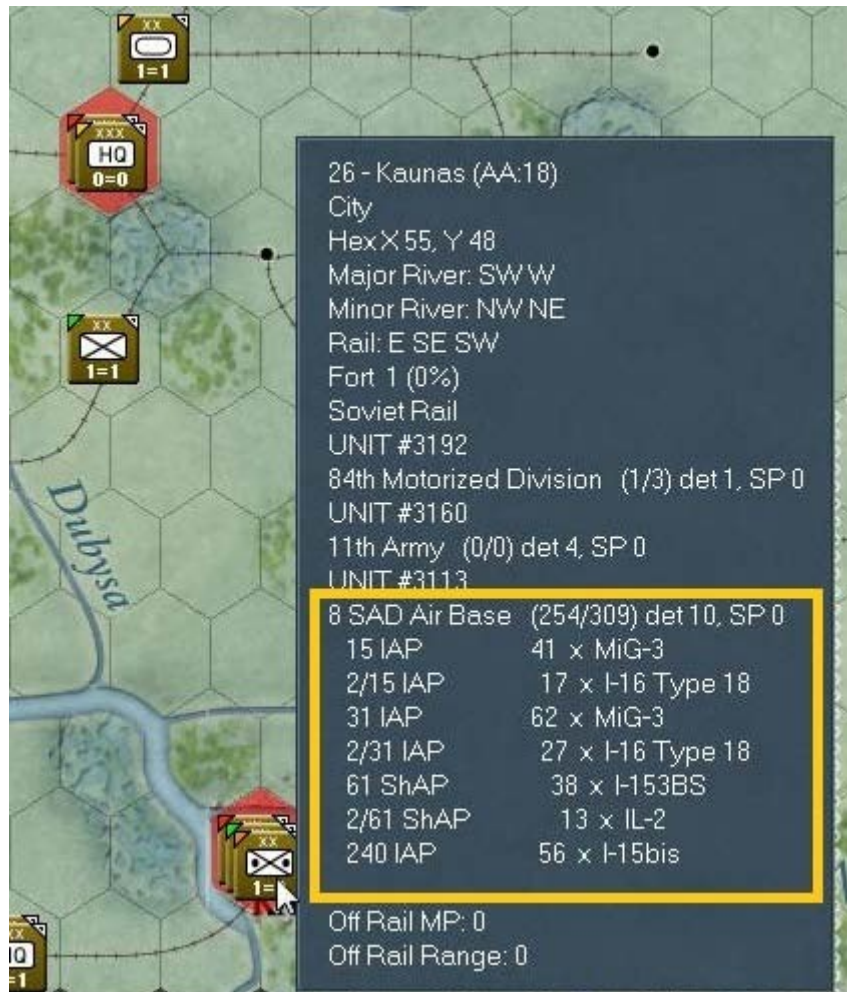 XX
1=1
XXX
HQ
0=0
XX
1=1
Dubysa
XX
1=
XX
IQ
=1
26 - Kaunas (AA:18)
City
Hex X 55, Y 48
Major River: SW W
Minor River: NW NE
Rail: E SE SW
Fort 1 (0%)
Soviet Rail
UNIT #3192
84th Motorized Division (1/3) det 1, SP 0
UNIT #3160
11th Army (0/0) det 4, SP 0
UNIT #3113
8 SAD Air Base (254/309) det 10, SP 0
15 IAP 41 x MiG-3
2/15 IAP 17 x I-16 Type 18
31 IAP 62 x MiG-3
2/31 IAP 27 x I-16 Type 18
61 ShAP 38 x I-153BS
2/61 ShAP 13 x IL-2
240 IAP 56 x I-15bis
Off Rail MP: 0
Off Rail Range: 0